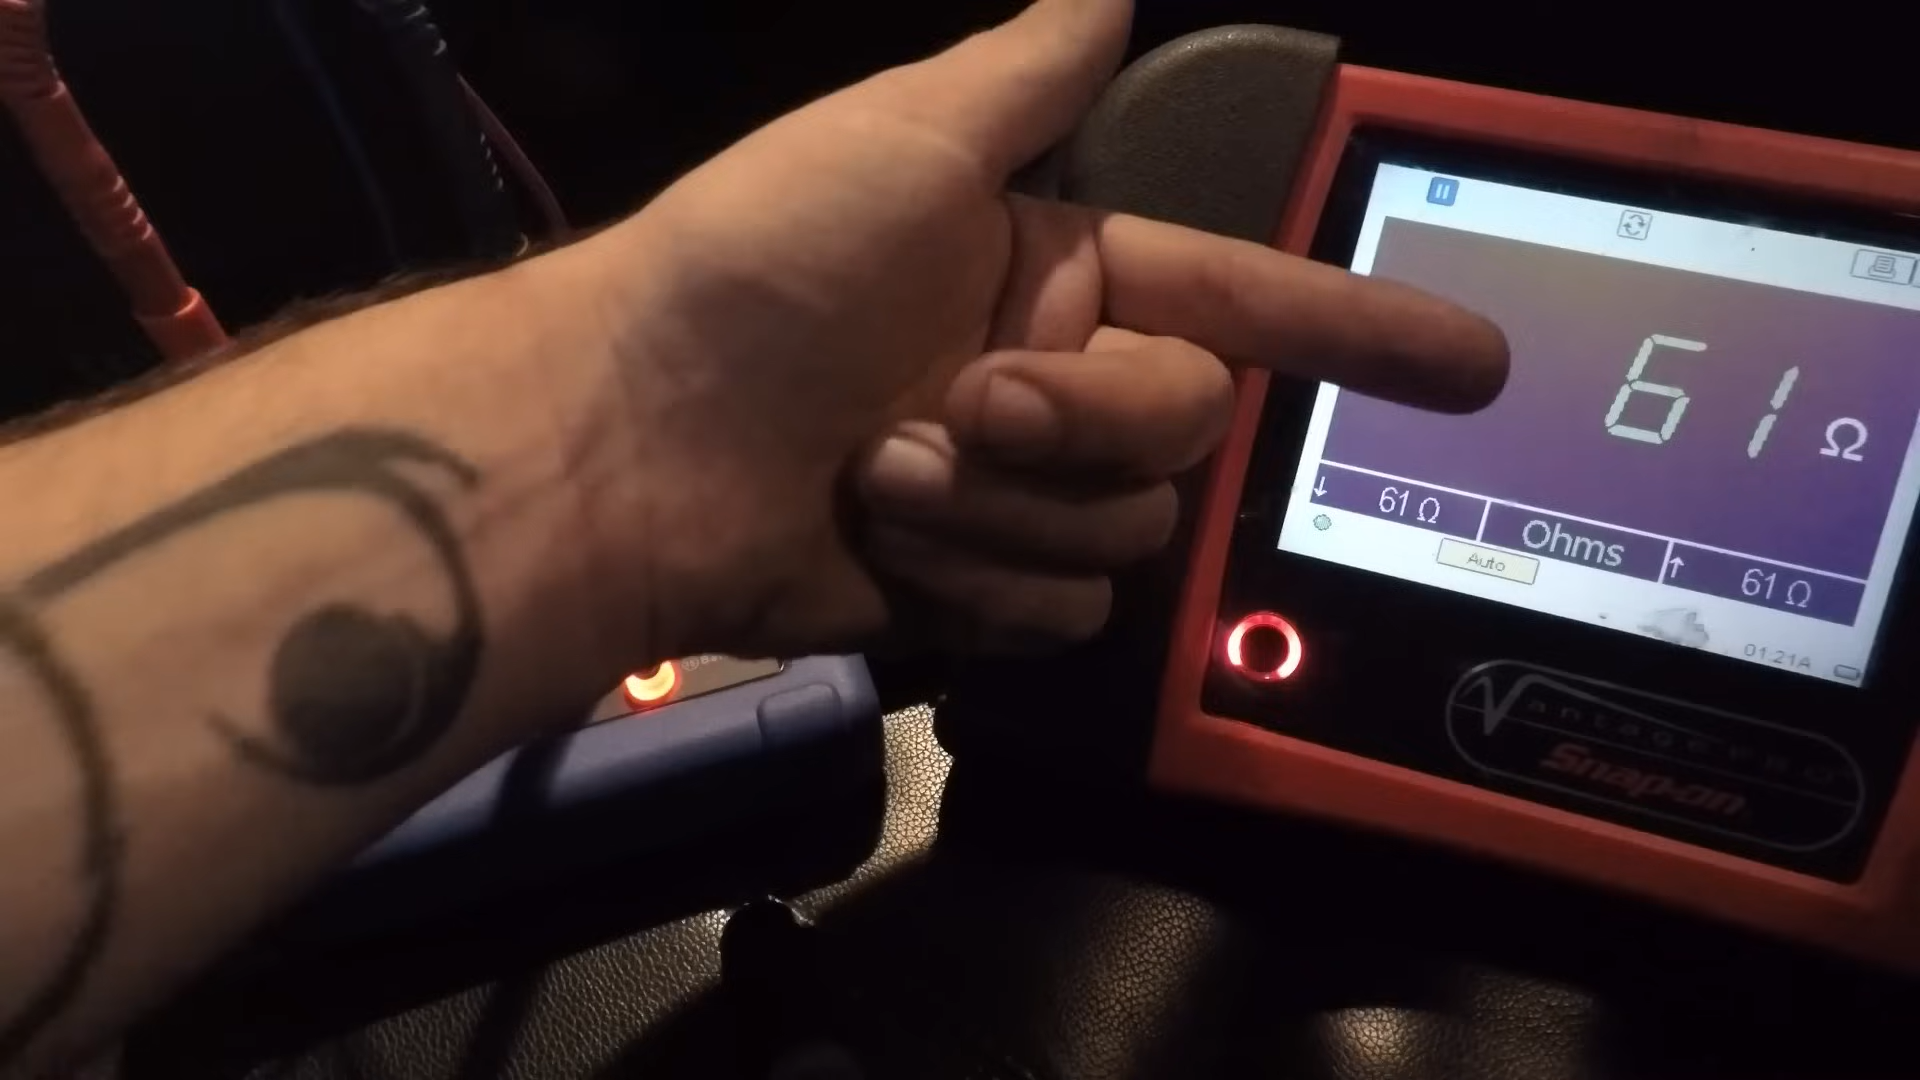 61 Ω
↓ 61 Ω Ohms ↑ 61 Ω
Auto
01:21A
Vantage PRO
Snap-on